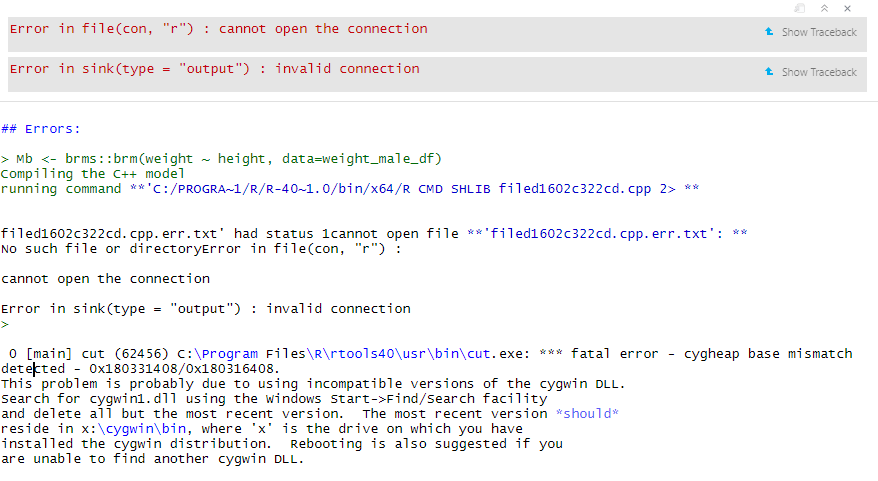 Error in file(con, "r") : cannot open the connection
Show Traceback
Error in sink(type = "output") : invalid connection
Show Traceback
## Errors:
> Mb <- brms::brm(weight ~ height, data=weight_male_df)
Compiling the C++ model
running command **'C:/PROGRA~1/R/R-40~1.0/bin/x64/R CMD SHLIB filed1602c322cd.cpp 2> **
filed1602c322cd.cpp.err.txt' had status 1cannot open file **'filed1602c322cd.cpp.err.txt': **
No such file or directoryError in file(con, "r") :
cannot open the connection
Error in sink(type = "output") : invalid connection
>
0 [main] cut (62456) C:\Program Files\R\rtools40\usr\bin\cut.exe: *** fatal error - cygheap base mismatch
detected - 0x180331408/0x180316408.
This problem is probably due to using incompatible versions of the cygwin DLL.
Search for cygwin1.dll using the Windows Start->Find/Search facility
and delete all but the most recent version.  The most recent version *should*
reside in x:\cygwin\bin, where 'x' is the drive on which you have
installed the cygwin distribution.  Rebooting is also suggested if you
are unable to find another cygwin DLL.